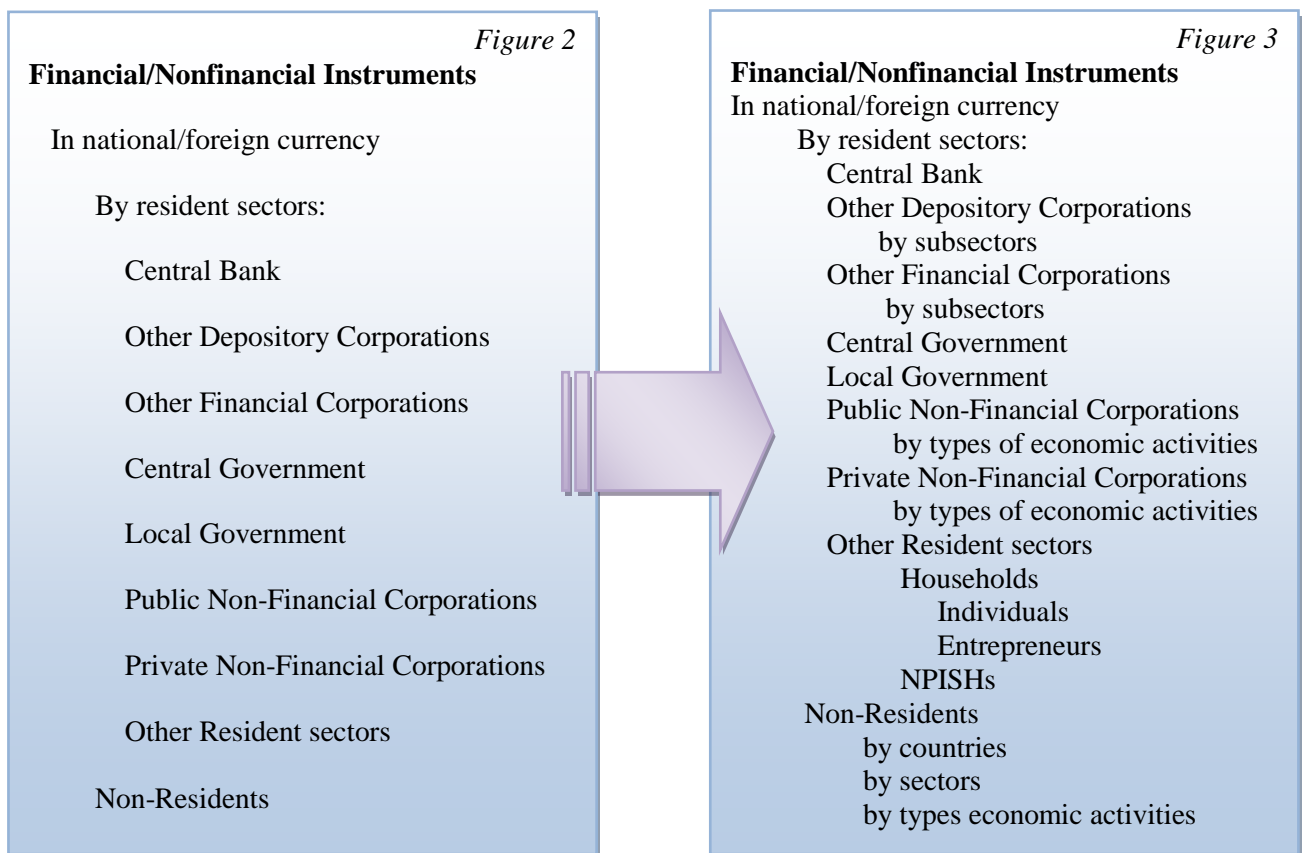 Figure 2
Financial/Nonfinancial Instruments
In national/foreign currency
By resident sectors:
Central Bank
Other Depository Corporations
Other Financial Corporations
Central Government
Local Government
Public Non-Financial Corporations
Private Non-Financial Corporations
Other Resident sectors
Non-Residents
Figure 3
Financial/Nonfinancial Instruments
In national/foreign currency
By resident sectors:
Central Bank
Other Depository Corporations
by subsectors
Other Financial Corporations
by subsectors
Central Government
Local Government
Public Non-Financial Corporations
by types of economic activities
Private Non-Financial Corporations
by types of economic activities
Other Resident sectors
Households
Individuals
Entrepreneurs
NPISHs
Non-Residents
by countries
by sectors
by types economic activities